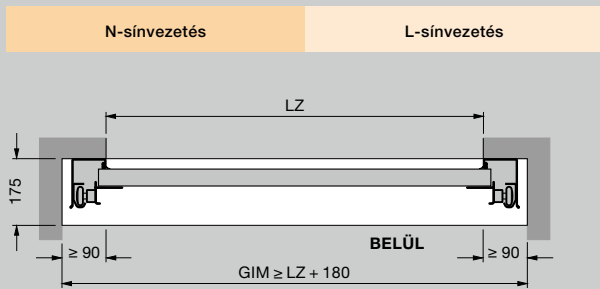 N-sínvezetés L-sínvezetés
LZ
175
BELÜL
≥ 90 ≥ 90
GIM ≥ LZ + 180